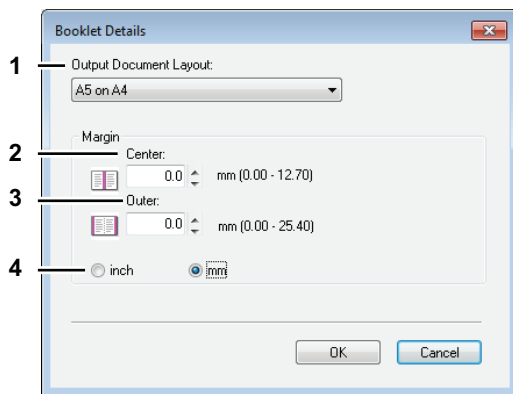 Booklet Details
1 Output Document Layout:
A5 on A4
Margin
2 Center:
0.0 mm (0.00 - 12.70)
3 Outer:
0.0 mm (0.00 - 25.40)
4 inch mm
OK Cancel